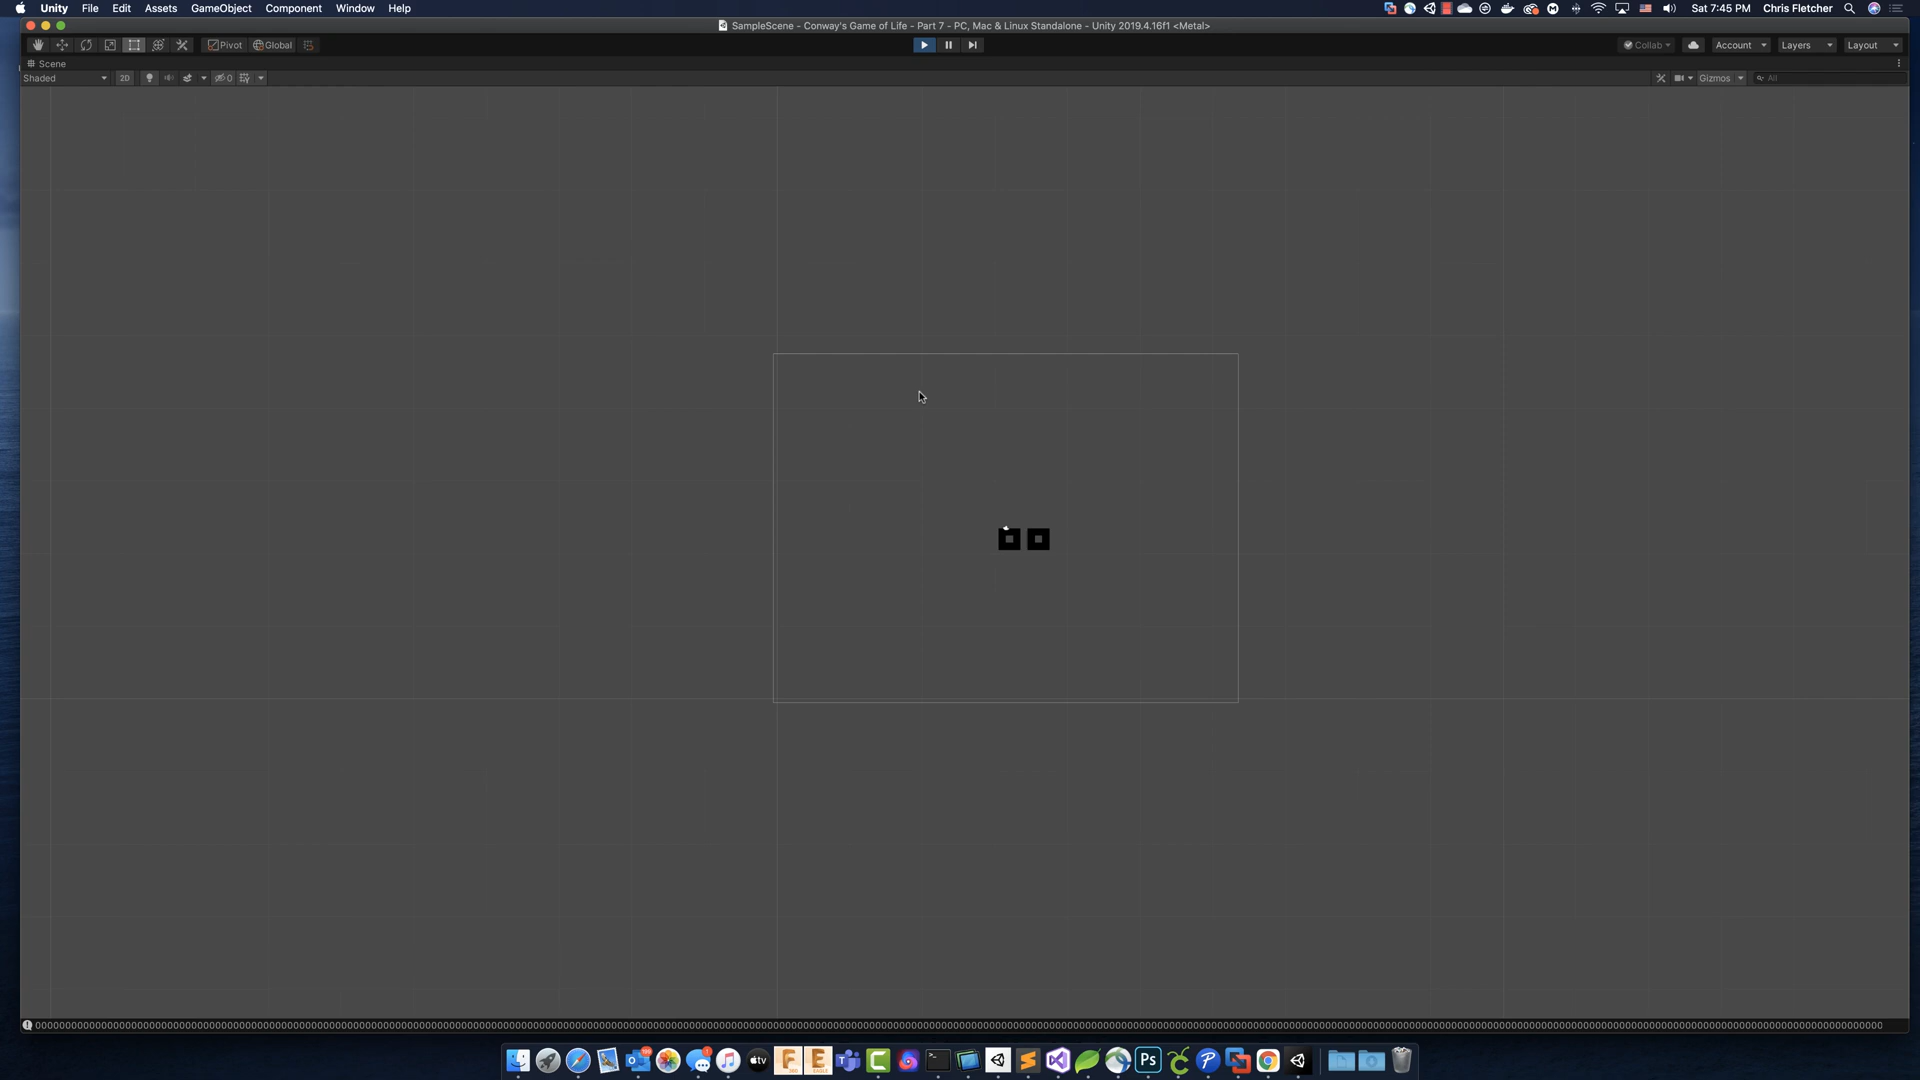 Unity File Edit Assets GameObject Component Window Help Sat 7:45 PM Chris Fletcher
SampleScene - Conway's Game of Life - Part 7 - PC, Mac & Linux Standalone - Unity 2019.4.16f1 <Metal>
Pivot Global Collab Account Layers Layout
Scene
Shaded 2D 0 Gizmos All
Ps